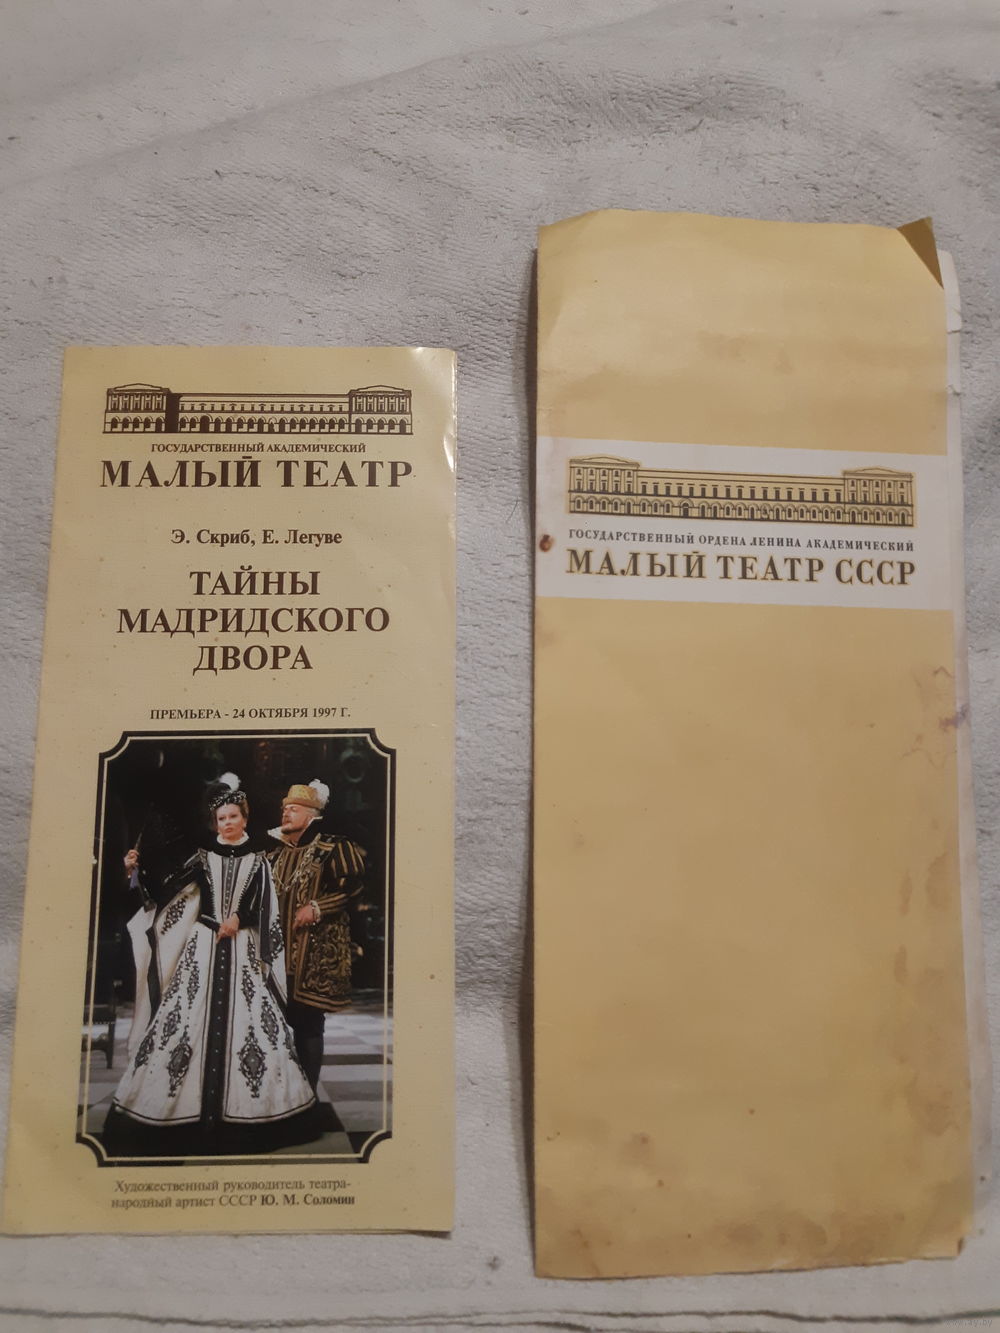 ГОСУДАРСТВЕННЫЙ АКАДЕМИЧЕСКИЙ
МАЛЫЙ ТЕАТР
Э. Скриб, Е. Легуве
ТАЙНЫ
МАДРИДСКОГО
ДВОРА
ПРЕМЬЕРА - 24 ОКТЯБРЯ 1997 Г.
Художественный руководитель театра-
народный артист СССР Ю. М. Соломин
ГОСУДАРСТВЕННЫЙ ОРДЕНА ЛЕНИНА АКАДЕМИЧЕСКИЙ
МАЛЫЙ ТЕАТР СССР